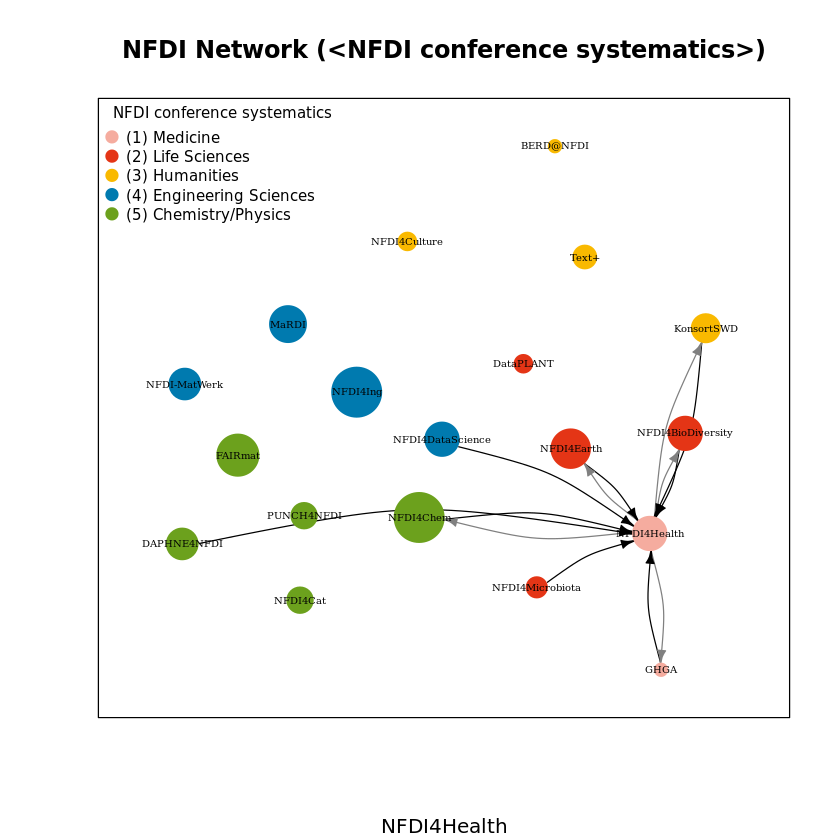 NFDI Network (<NFDI conference systematics>)
NFDI conference systematics
(1) Medicine
(2) Life Sciences
(3) Humanities
(4) Engineering Sciences
(5) Chemistry/Physics
BERD@NFDI
NFDI4Culture
Text+
MaRDI
KonsortSWD
DataPLANT
NFDI-MatWerk
NFDI4Ing
NFDI4DataScience
NFDI4BioDiversity
NFDI4Earth
FAIRmat
PUNCH4NFDI
NFDI4Chem
NFDI4Health
DAPHNE4NFDI
NFDI4Microbiota
NFDI4Cat
GHGA
NFDI4Health